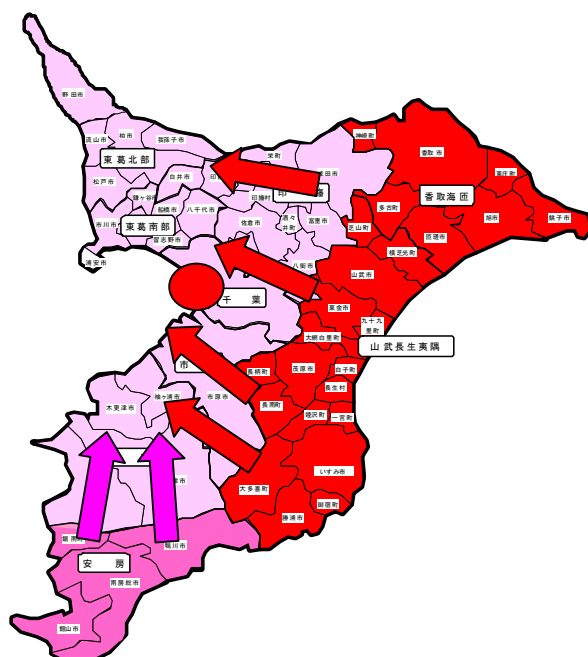 野田市
流山市
柏市
我孫子市
東葛北部
松戸市
白井市
栄町
神崎町
香取市
東庄町
鎌ヶ谷
印旛村
香取海匝
多古町
銚子市
旭市
船橋市
八千代市
市川市
東葛南部
習志野市
佐倉市
酒々井町
富里市
芝山町
匝瑳市
横芝光町
浦安市
八街市
山武市
千葉
東金市
九十九里町
大網白里町
山武長生夷隅
長柄町
茂原市
白子町
長生村
市
市原市
袖ヶ浦市
木更津市
長南町
睦沢町
一宮町
いすみ市
大多喜町
御宿町
勝浦市
鴨川市
安房
南房総市
館山市